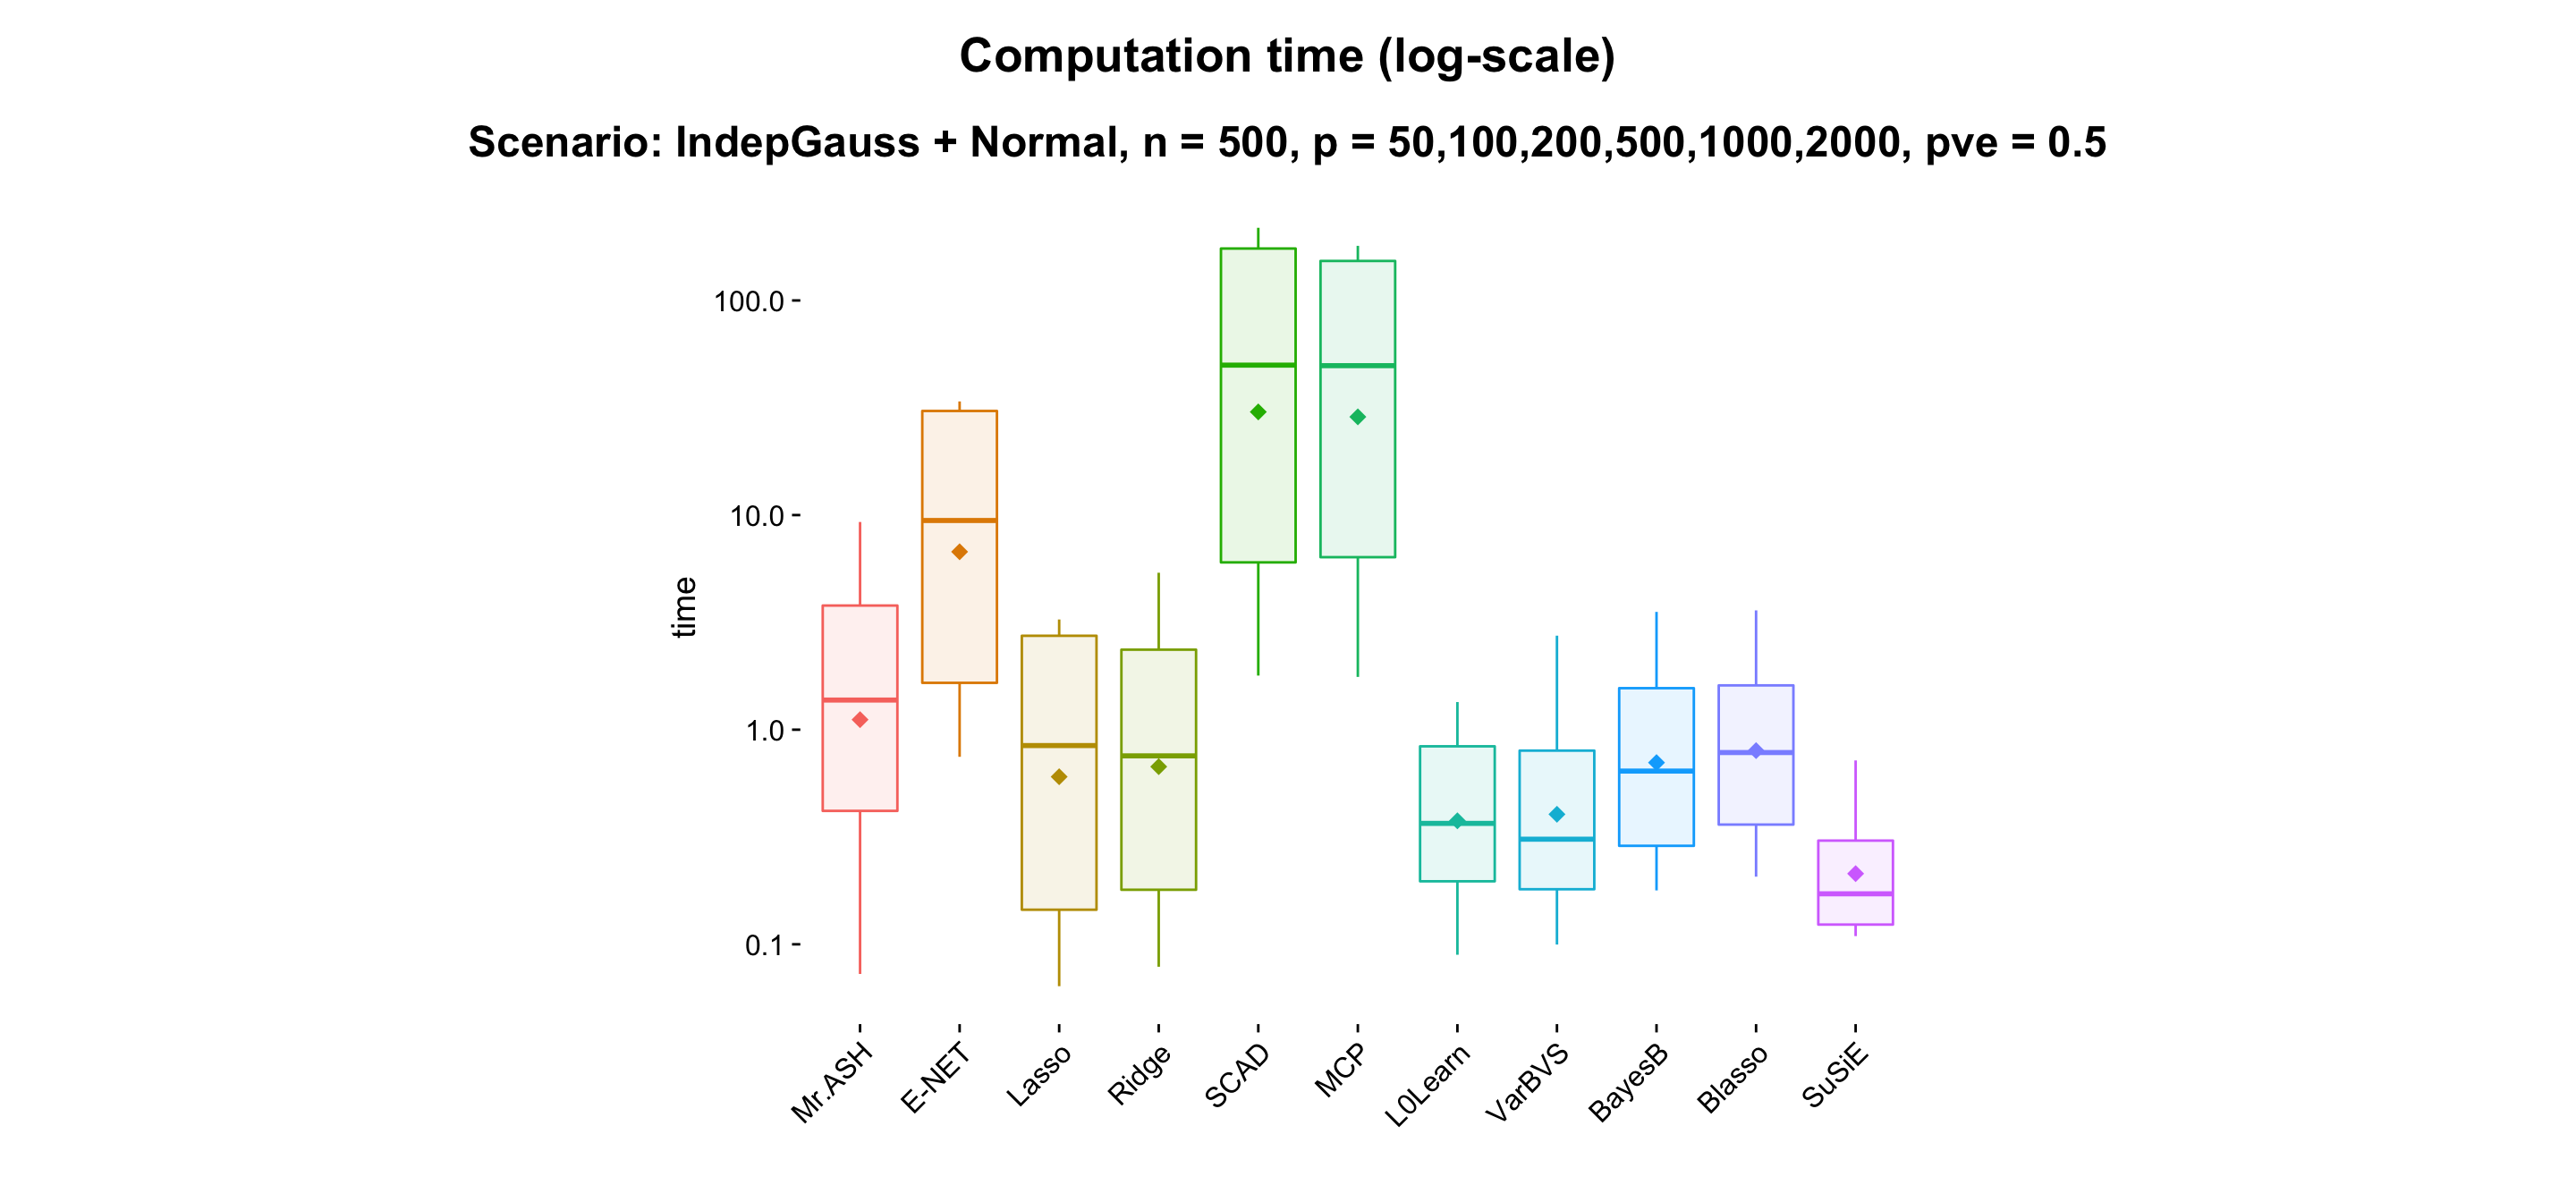 Computation time (log-scale)
Scenario: IndepGauss + Normal, n = 500, p = 50,100,200,500,1000,2000, pve = 0.5
100.0
10.0
1.0
0.1
time
Mr.ASH
E-NET
Lasso
Ridge
SCAD
MCP
L0Learn
VarBVS
BayesB
Blasso
SuSiE